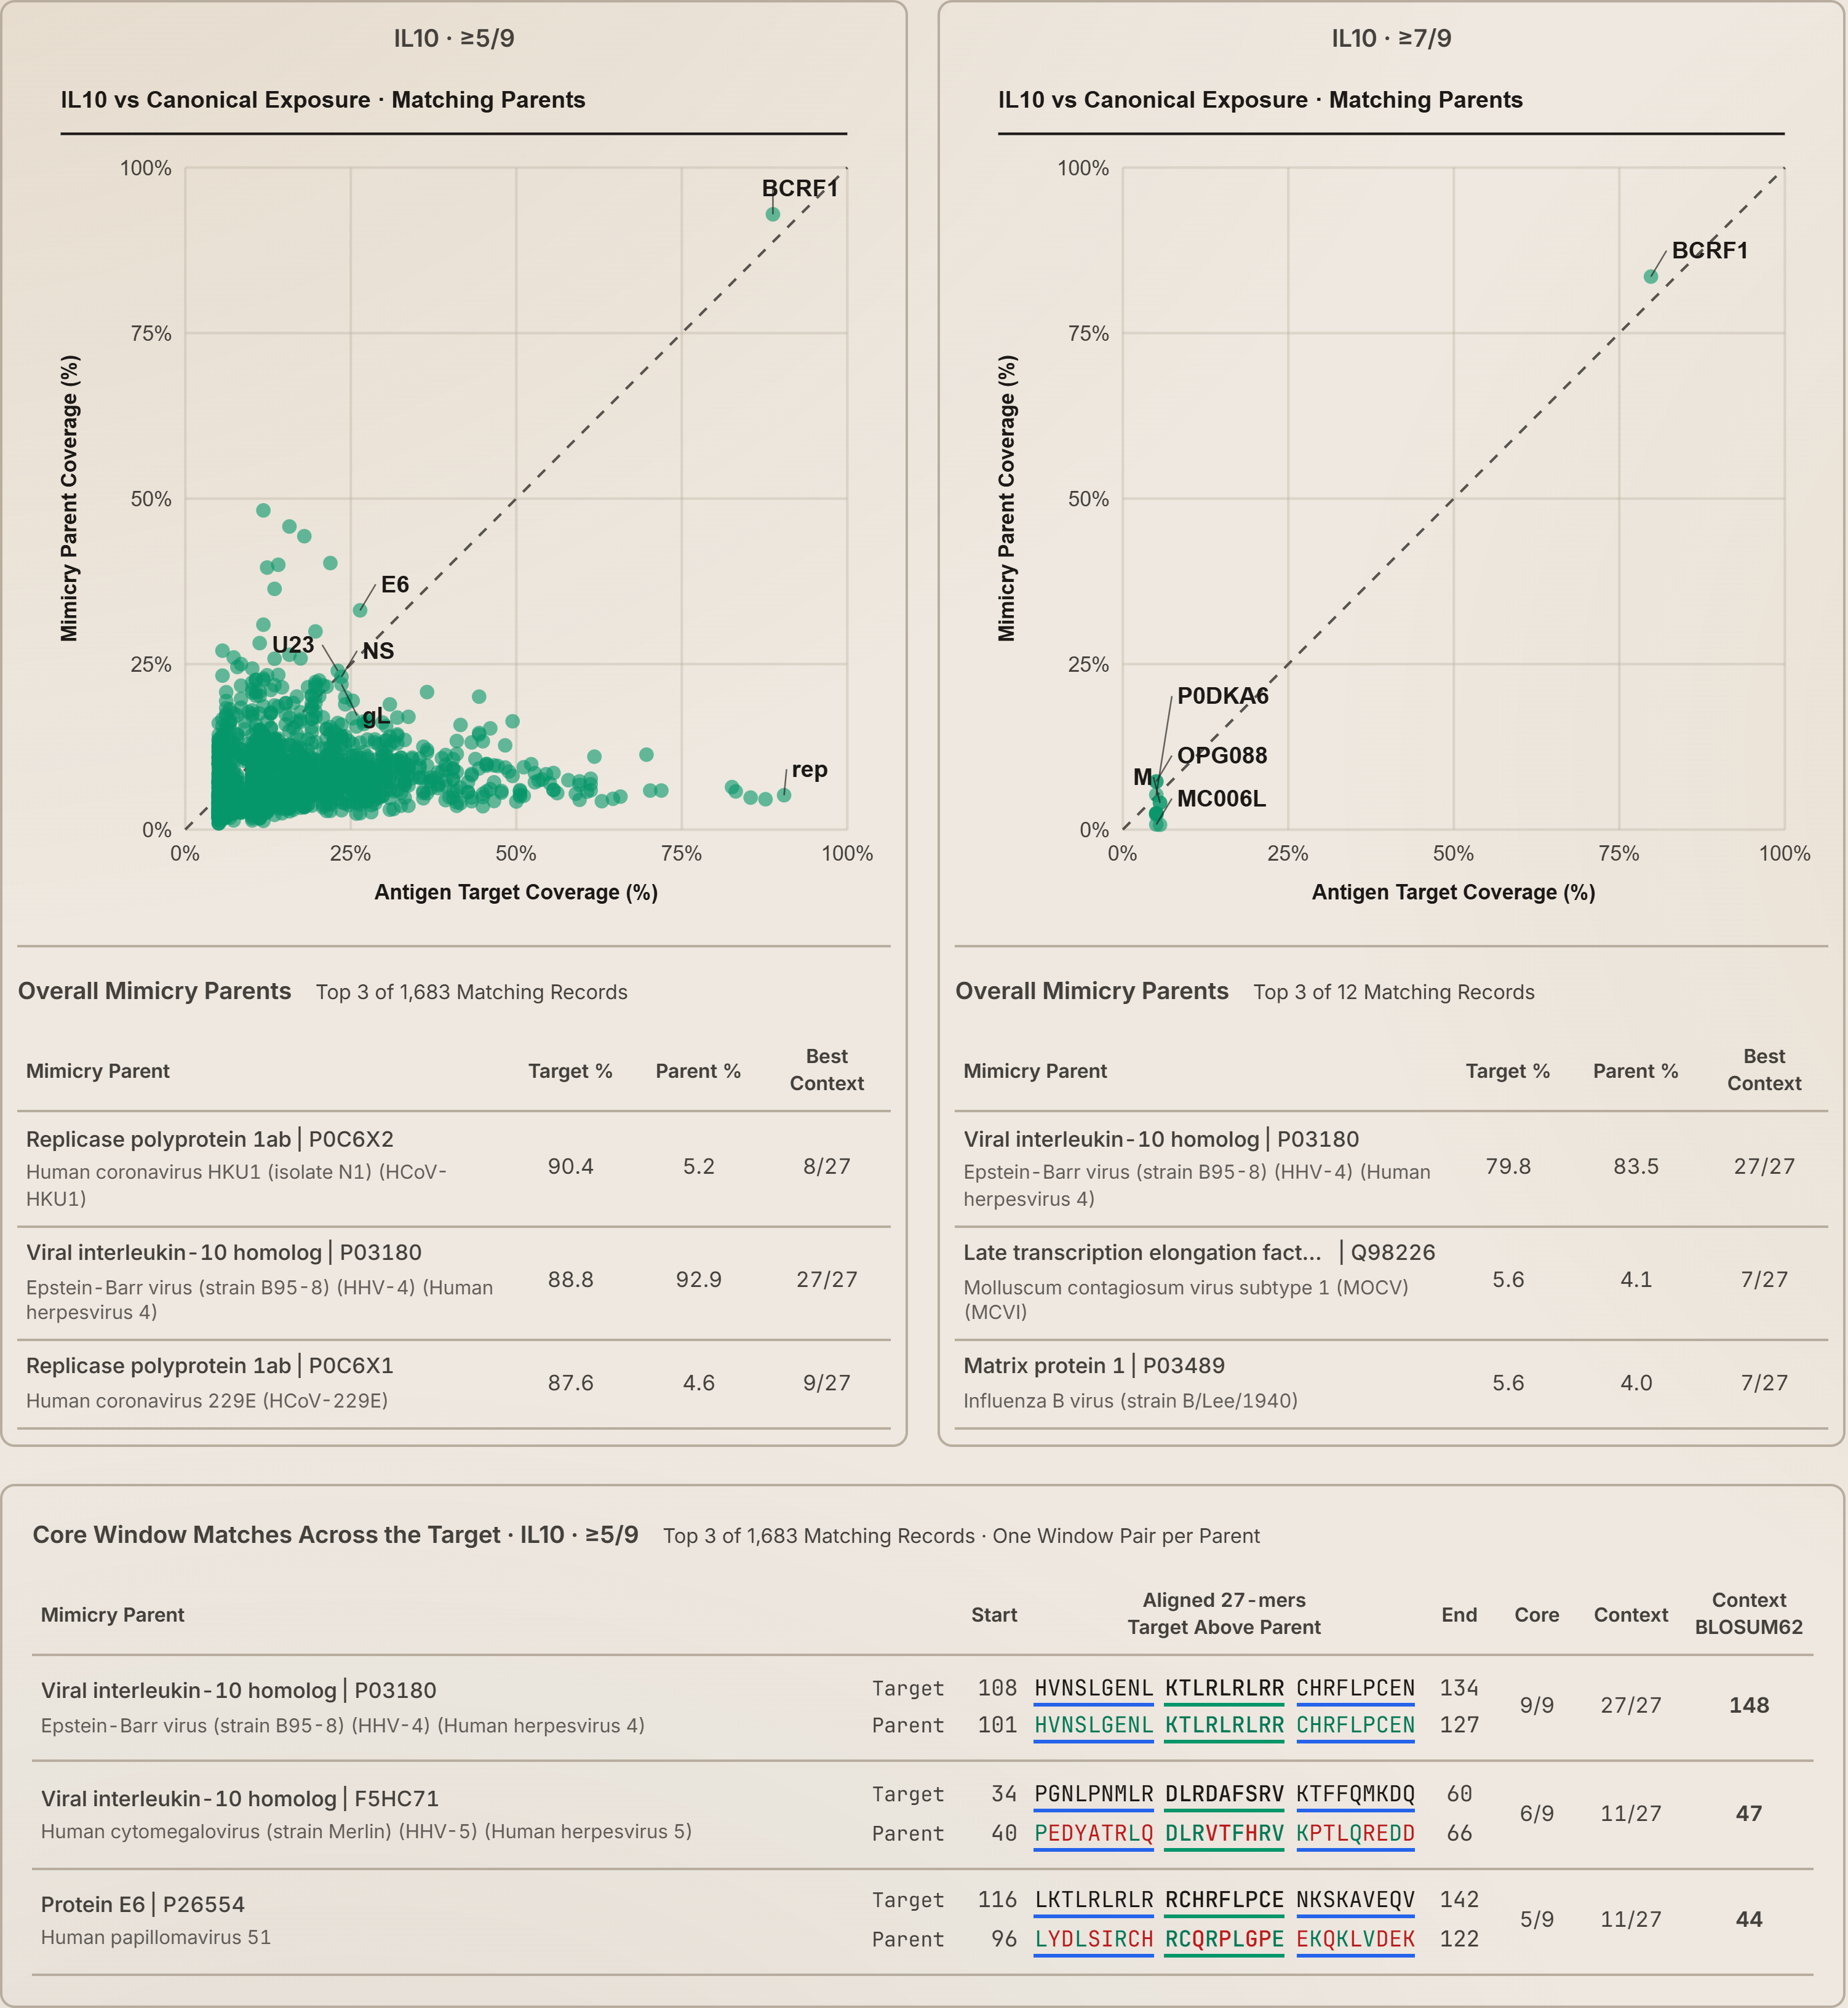 IL10 · ≥5/9
IL10 vs Canonical Exposure · Matching Parents
100%
75%
50%
25%
0%
0%
25%
50%
75%
100%
Mimicry Parent Coverage (%)
Antigen Target Coverage (%)
BCRF1
E6
U23
NS
gL
rep
Overall Mimicry Parents Top 3 of 1,683 Matching Records
Mimicry Parent Target % Parent % Best
Context
Replicase polyprotein 1ab | P0C6X2
Human coronavirus HKU1 (isolate N1) (HCoV-
HKU1)
90.4 5.2 8/27
Viral interleukin-10 homolog | P03180
Epstein-Barr virus (strain B95-8) (HHV-4) (Human
herpesvirus 4)
88.8 92.9 27/27
Replicase polyprotein 1ab | P0C6X1
Human coronavirus 229E (HCoV-229E)
87.6 4.6 9/27
IL10 · ≥7/9
IL10 vs Canonical Exposure · Matching Parents
100%
75%
50%
25%
0%
0%
25%
50%
75%
100%
Mimicry Parent Coverage (%)
Antigen Target Coverage (%)
BCRF1
P0DKA6
OPG088
M
MC006L
Overall Mimicry Parents Top 3 of 12 Matching Records
Mimicry Parent Target % Parent % Best
Context
Viral interleukin-10 homolog | P03180
Epstein-Barr virus (strain B95-8) (HHV-4) (Human
herpesvirus 4)
79.8 83.5 27/27
Late transcription elongation fact... | Q98226
Molluscum contagiosum virus subtype 1 (MOCV)
(MCVI)
5.6 4.1 7/27
Matrix protein 1 | P03489
Influenza B virus (strain B/Lee/1940)
5.6 4.0 7/27
Core Window Matches Across the Target · IL10 · ≥5/9 Top 3 of 1,683 Matching Records · One Window Pair per Parent
Mimicry Parent Start Aligned 27-mers
Target Above Parent End Core Context Context
BLOSUM62
Viral interleukin-10 homolog | P03180
Epstein-Barr virus (strain B95-8) (HHV-4) (Human herpesvirus 4)
Target 108 HVNSLGENL KTLRLRLRR CHRFLPCEN 134
Parent 101 HVNSLGENL KTLRLRLRR CHRFLPCEN 127
9/9 27/27 148
Viral interleukin-10 homolog | F5HC71
Human cytomegalovirus (strain Merlin) (HHV-5) (Human herpesvirus 5)
Target 34 PGNLPNMLR DLRDAFSRV KTFFQMKDQ 60
Parent 40 PEDYATRLQ DLRVTFHRV KPTLQREDD 66
6/9 11/27 47
Protein E6 | P26554
Human papillomavirus 51
Target 116 LKTLRLRLR RCHRFLPCE NKSKAVEQV 142
Parent 96 LYDLSIRCH RCQRPLGPE EKQKLVDEK 122
5/9 11/27 44